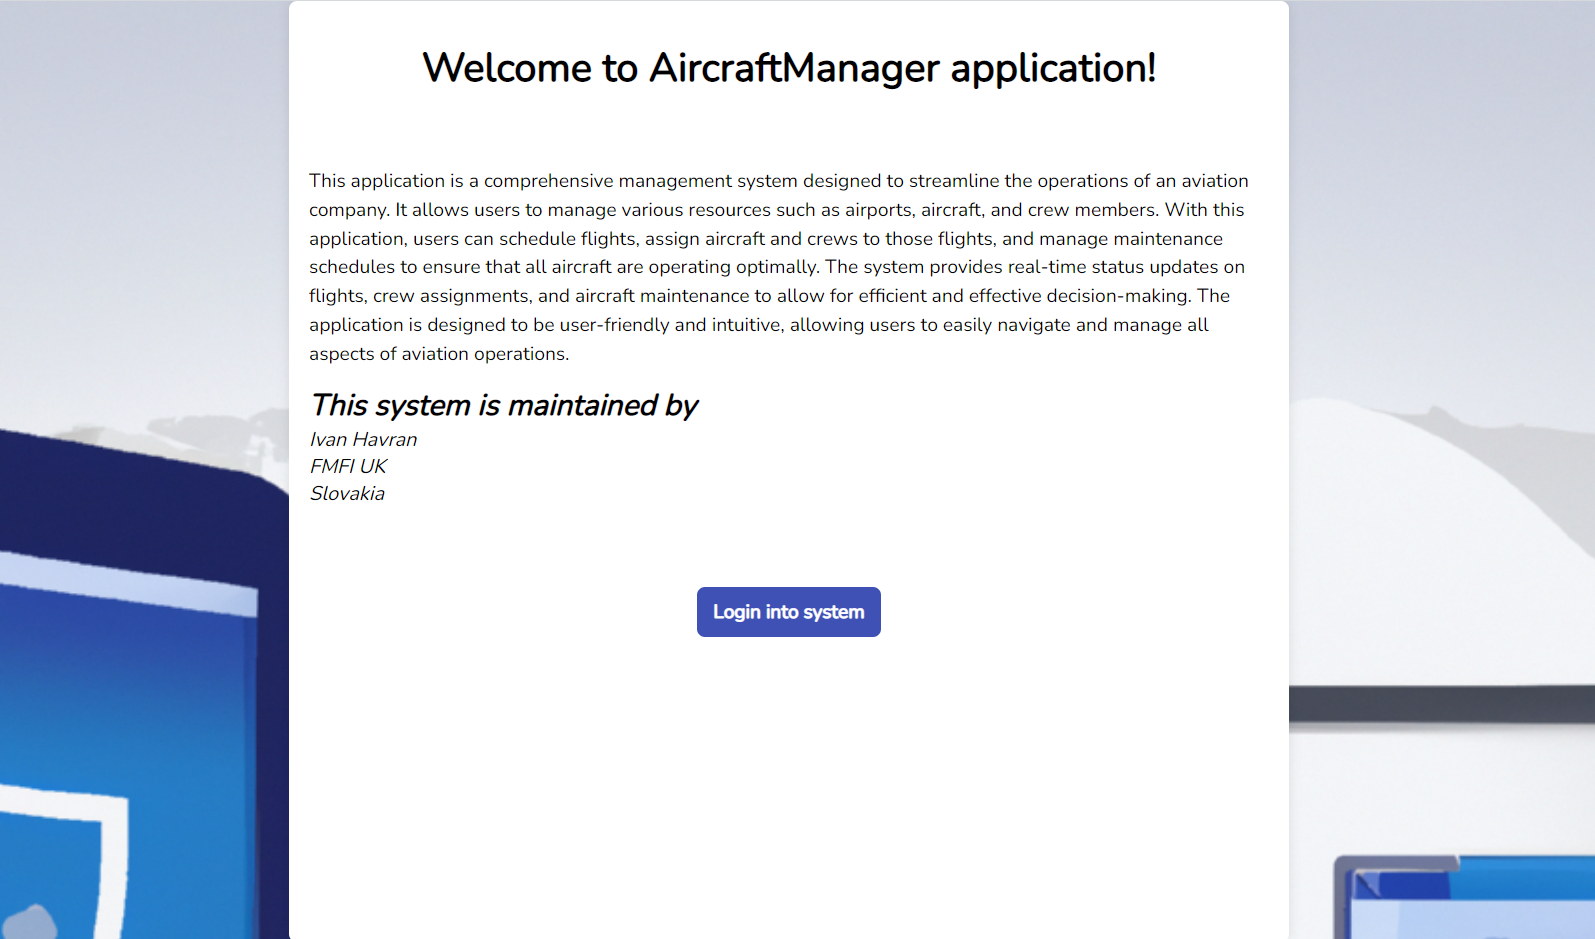 Welcome to AircraftManager application!
This application is a comprehensive management system designed to streamline the operations of an aviation
company. It allows users to manage various resources such as airports, aircraft, and crew members. With this
application, users can schedule flights, assign aircraft and crews to those flights, and manage maintenance
schedules to ensure that all aircraft are operating optimally. The system provides real-time status updates on
flights, crew assignments, and aircraft maintenance to allow for efficient and effective decision-making. The
application is designed to be user-friendly and intuitive, allowing users to easily navigate and manage all
aspects of aviation operations.
This system is maintained by
Ivan Havran
FMFI UK
Slovakia
Login into system